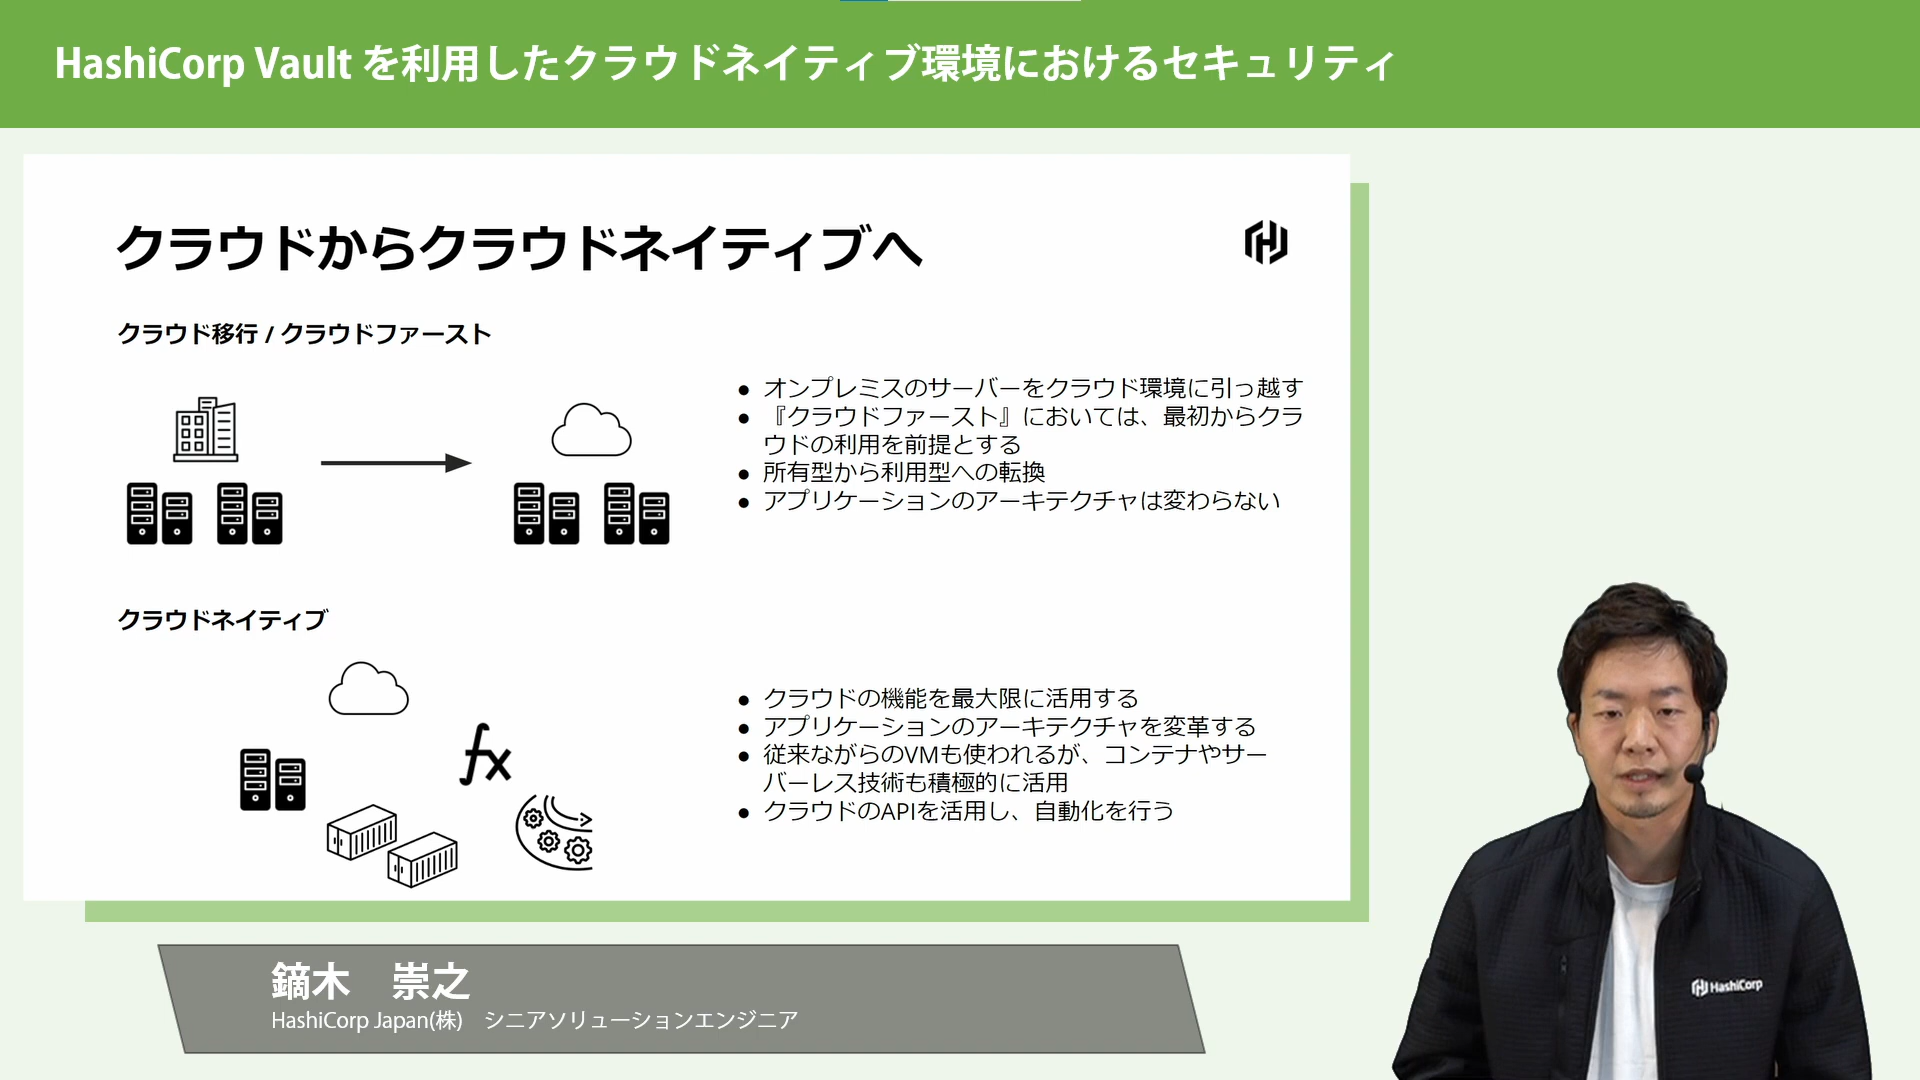 HashiCorp Vault を利用したクラウドネイティブ環境におけるセキュリティ
クラウドからクラウドネイティブへ
クラウド移行 / クラウドファースト
● オンプレミスのサーバーをクラウド環境に引っ越す
● 『クラウドファースト』においては、最初からクラ
ウドの利用を前提とする
● 所有型から利用型への転換
● アプリケーションのアーキテクチャは変わらない
クラウドネイティブ
fx
● クラウドの機能を最大限に活用する
● アプリケーションのアーキテクチャを変革する
● 従来ながらのVMも使われるが、コンテナやサー
バーレス技術も積極的に活用
● クラウドのAPIを活用し、自動化を行う
鏑木　崇之
HashiCorp Japan(株)　シニアソリューションエンジニア
HashiCorp